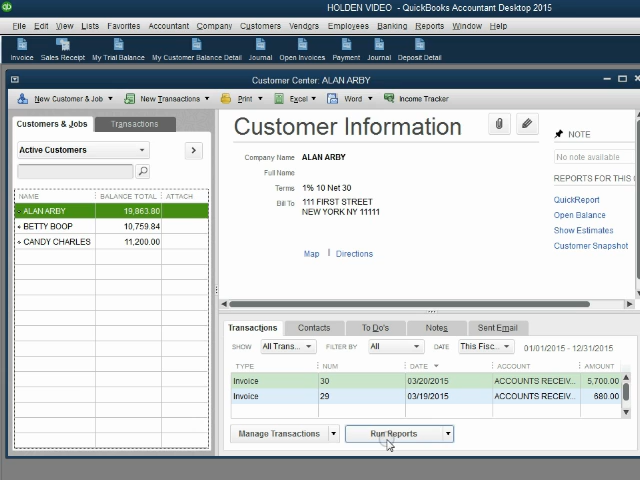 HOLDEN VIDEO - QuickBooks Accountant Desktop 2015
File Edit View Lists Favorites Accountant Company Customers Vendors Employees Banking Reports Window Help
Invoice Sales Receipt My Trial Balance My Customer Balance Detail Journal Open Invoices Payment Journal Deposit Detail
Customer Center: ALAN ARBY
New Customer & Job New Transactions Print Excel Word Income Tracker
Customers & Jobs Transactions
Active Customers
NAME BALANCE TOTAL ATTACH
ALAN ARBY 19,863.80
BETTY BOOP 10,759.84
CANDY CHARLES 11,200.00
Customer Information
Company Name ALAN ARBY
Full Name
Terms 1% 10 Net 30
Bill To 111 FIRST STREET
NEW YORK NY 11111
Map | Directions
NOTE
No note available
REPORTS FOR THIS C
QuickReport
Open Balance
Show Estimates
Customer Snapshot
Transactions Contacts To Do's Notes Sent Email
SHOW All Trans... FILTER BY All DATE This Fisc... 01/01/2015 - 12/31/2015
TYPE NUM DATE ACCOUNT AMOUNT
Invoice 30 03/20/2015 ACCOUNTS RECEIV... 5,700.00
Invoice 29 03/19/2015 ACCOUNTS RECEIV... 680.00
Manage Transactions Run Reports